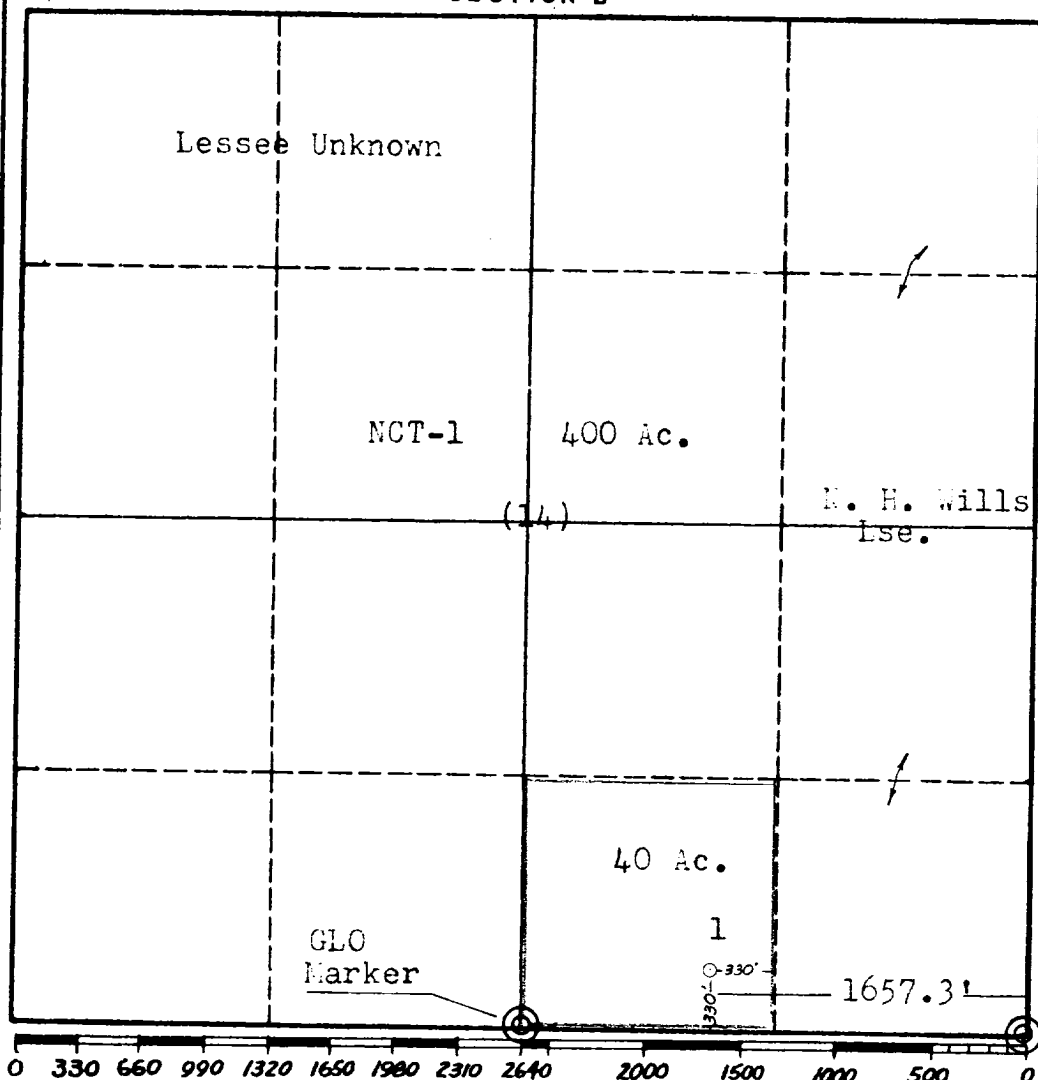 Lessee Unknown
NCT-1 400 Ac.
(14)
N. H. Wills
Lse.
40 Ac.
1
GLO
Marker
330'
330'
1657.3'
0 330 660 990 1320 1650 1980 2310 2640 2000 1500 1000 500 0